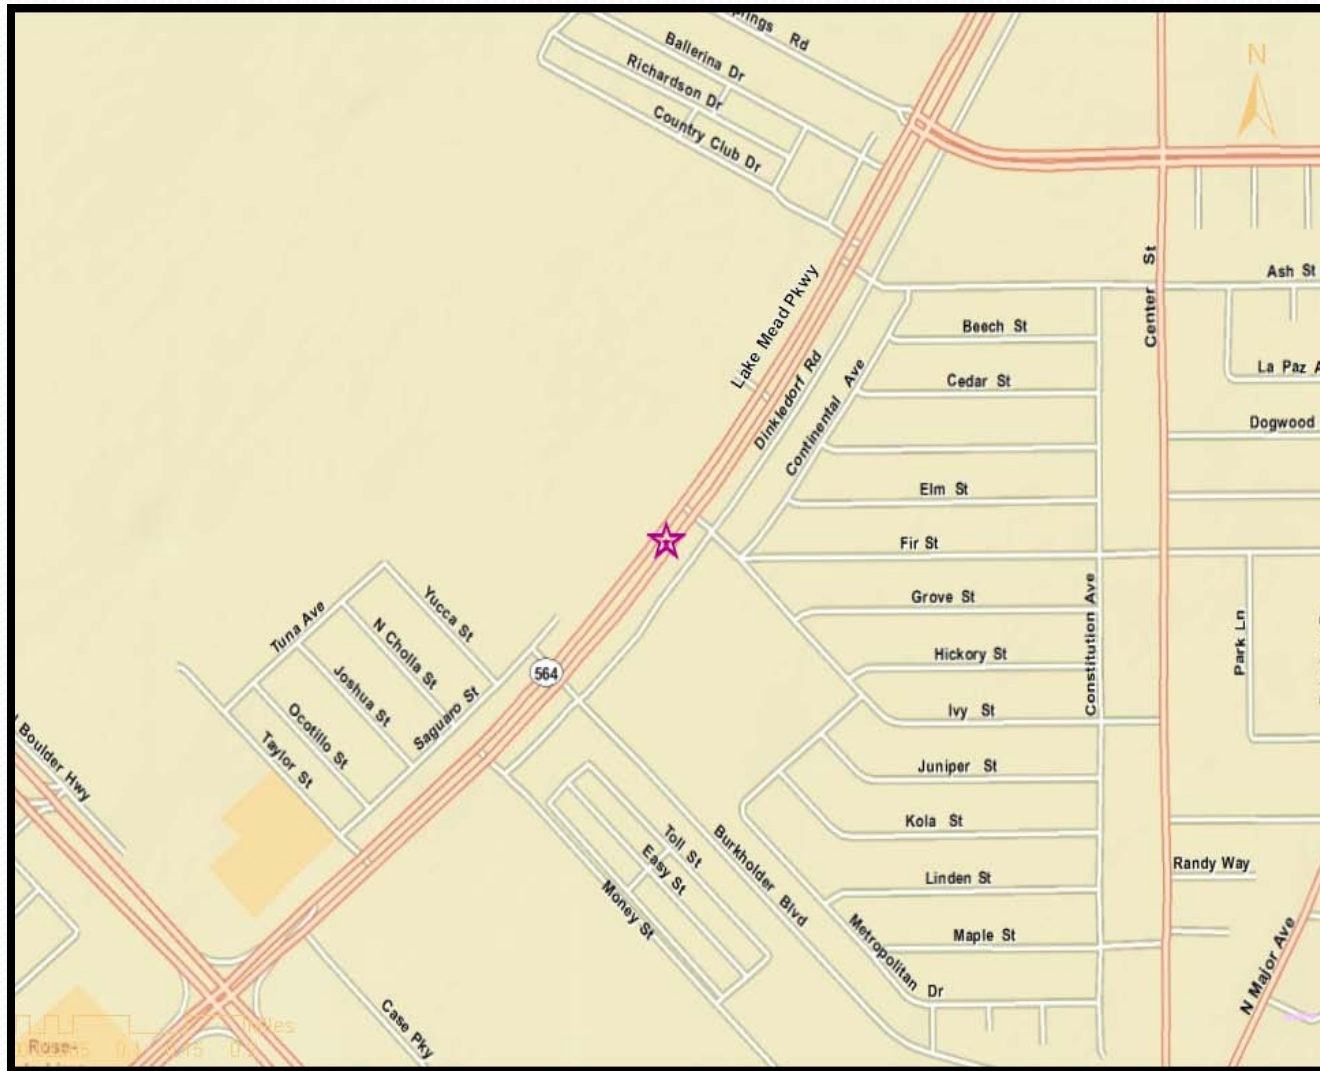 prings Rd
Ballerina Dr
Richardson Dr
Country Club Dr
N
Lake Mead Pkwy
Dinkledorf Rd
Continental Ave
Center St
Ash St
Beech St
La Paz A
Cedar St
Dogwood
Elm St
Fir St
Grove St
Constitution Ave
Park Ln
Hickory St
Ivy St
Juniper St
Kola St
Randy Way
Linden St
Maple St
Metropolitan Dr
N Major Ave
Tuna Ave
Yucca St
N Cholla St
Joshua St
Saguaro St
Ocotillo St
Taylor St
564
Boulder Hwy
Toll St
Easy St
Money St
Burkholder Blvd
Case Pky
Miles
Rose-